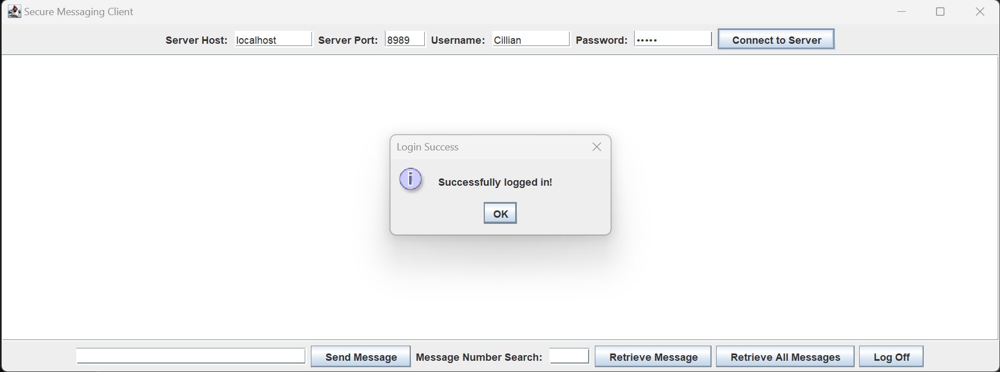 Secure Messaging Client
Server Host: localhost Server Port: 8989 Username: Cillian Password: ••••• Connect to Server
Login Success
i
Successfully logged in!
OK
Send Message Message Number Search: Retrieve Message Retrieve All Messages Log Off